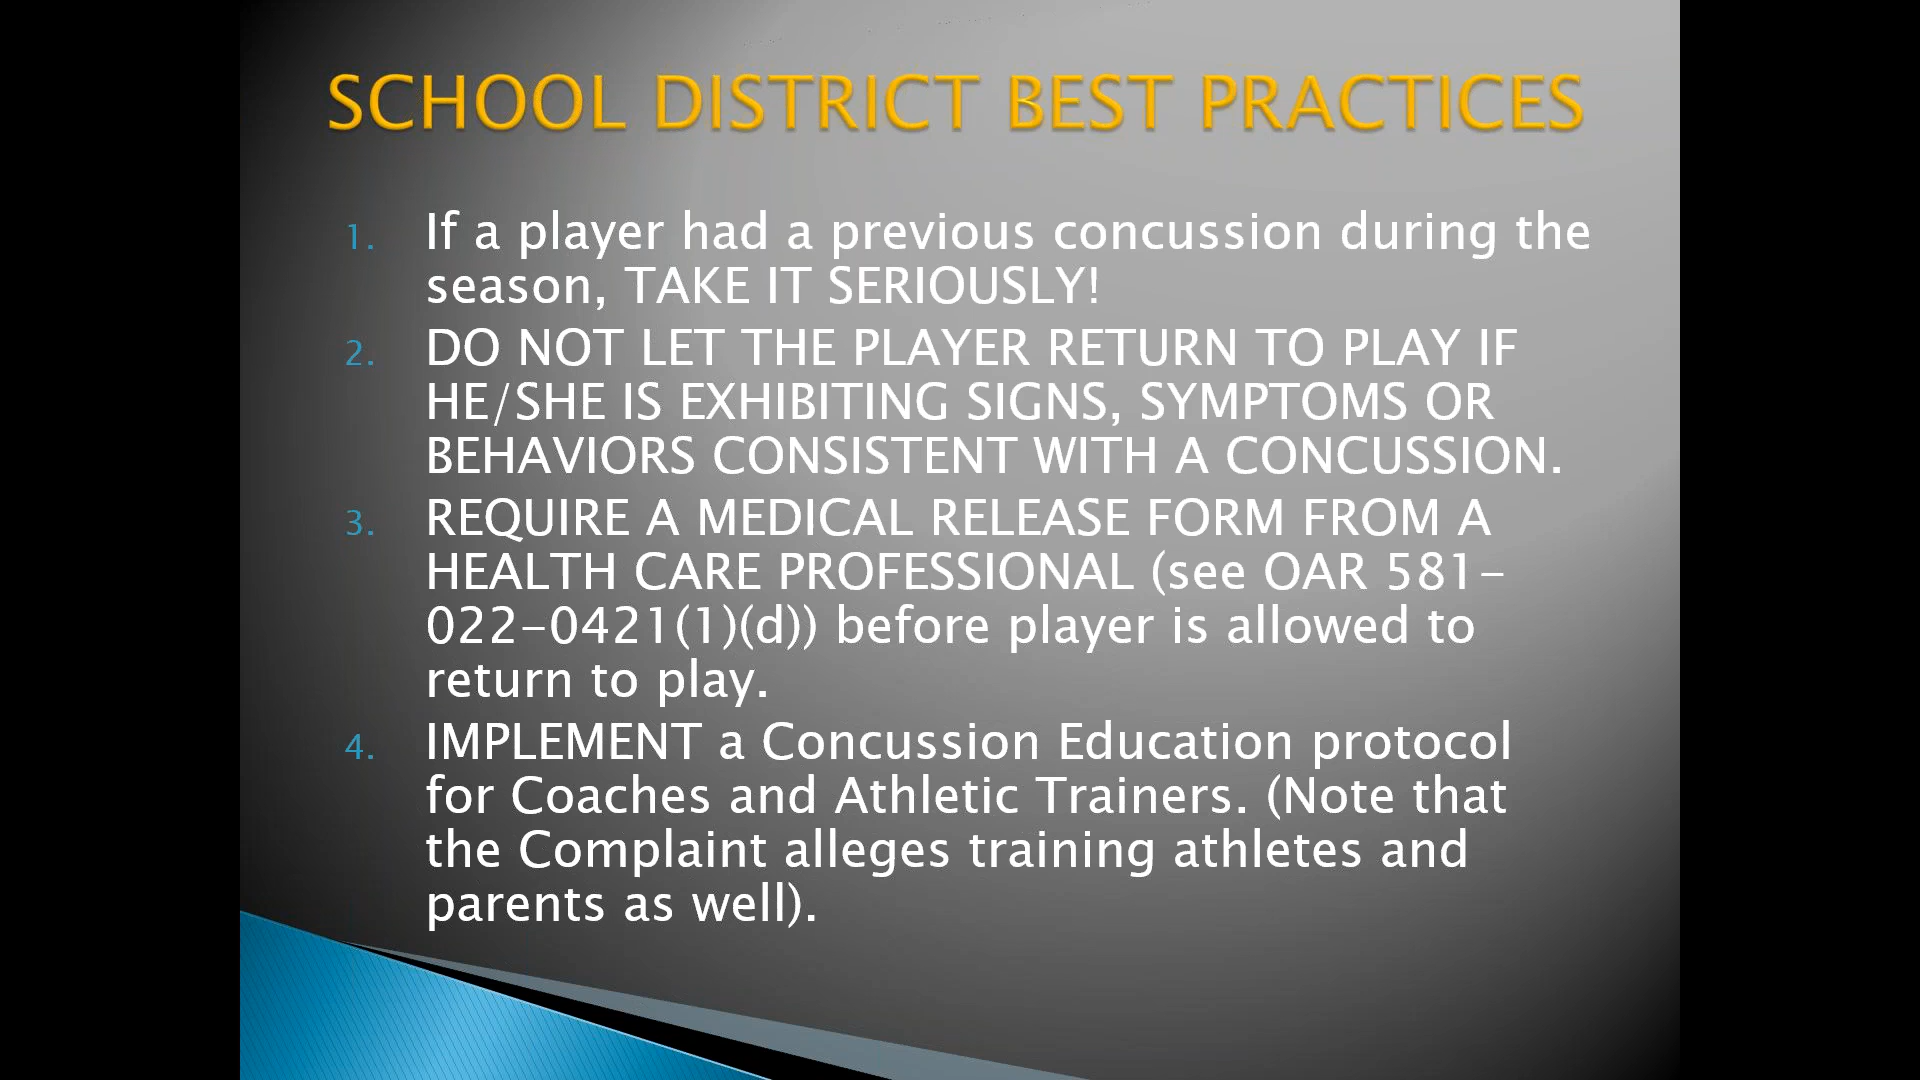 SCHOOL DISTRICT BEST PRACTICES
1. If a player had a previous concussion during the
season, TAKE IT SERIOUSLY!
2. DO NOT LET THE PLAYER RETURN TO PLAY IF
HE/SHE IS EXHIBITING SIGNS, SYMPTOMS OR
BEHAVIORS CONSISTENT WITH A CONCUSSION.
3. REQUIRE A MEDICAL RELEASE FORM FROM A
HEALTH CARE PROFESSIONAL (see OAR 581-
022-0421(1)(d)) before player is allowed to
return to play.
4. IMPLEMENT a Concussion Education protocol
for Coaches and Athletic Trainers. (Note that
the Complaint alleges training athletes and
parents as well).